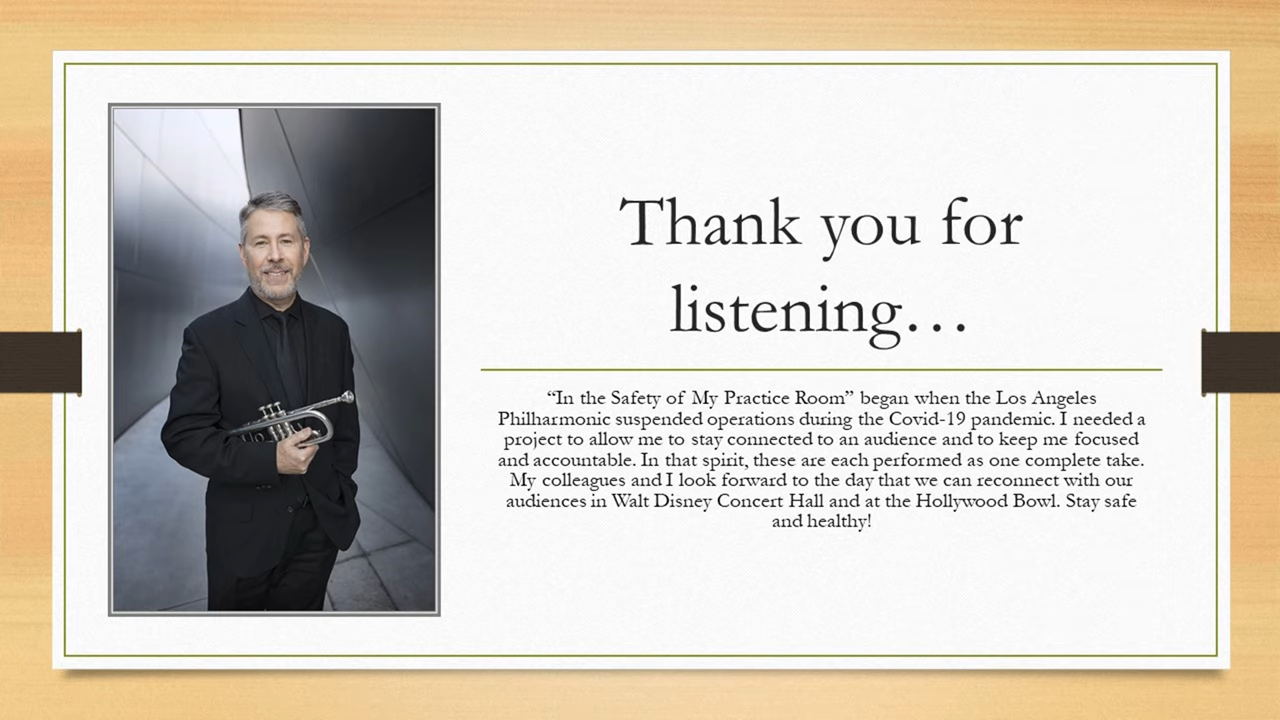 Thank you for
listening…
“In the Safety of My Practice Room” began when the Los Angeles
Philharmonic suspended operations during the Covid-19 pandemic. I needed a
project to allow me to stay connected to an audience and to keep me focused
and accountable. In that spirit, these are each performed as one complete take.
My colleagues and I look forward to the day that we can reconnect with our
audiences in Walt Disney Concert Hall and at the Hollywood Bowl. Stay safe
and healthy!